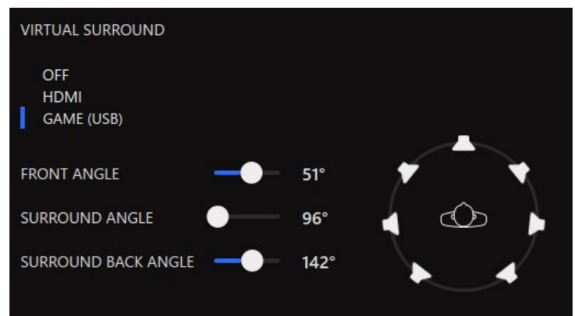 VIRTUAL SURROUND
OFF
HDMI
GAME (USB)
FRONT ANGLE 51°
SURROUND ANGLE 96°
SURROUND BACK ANGLE 142°